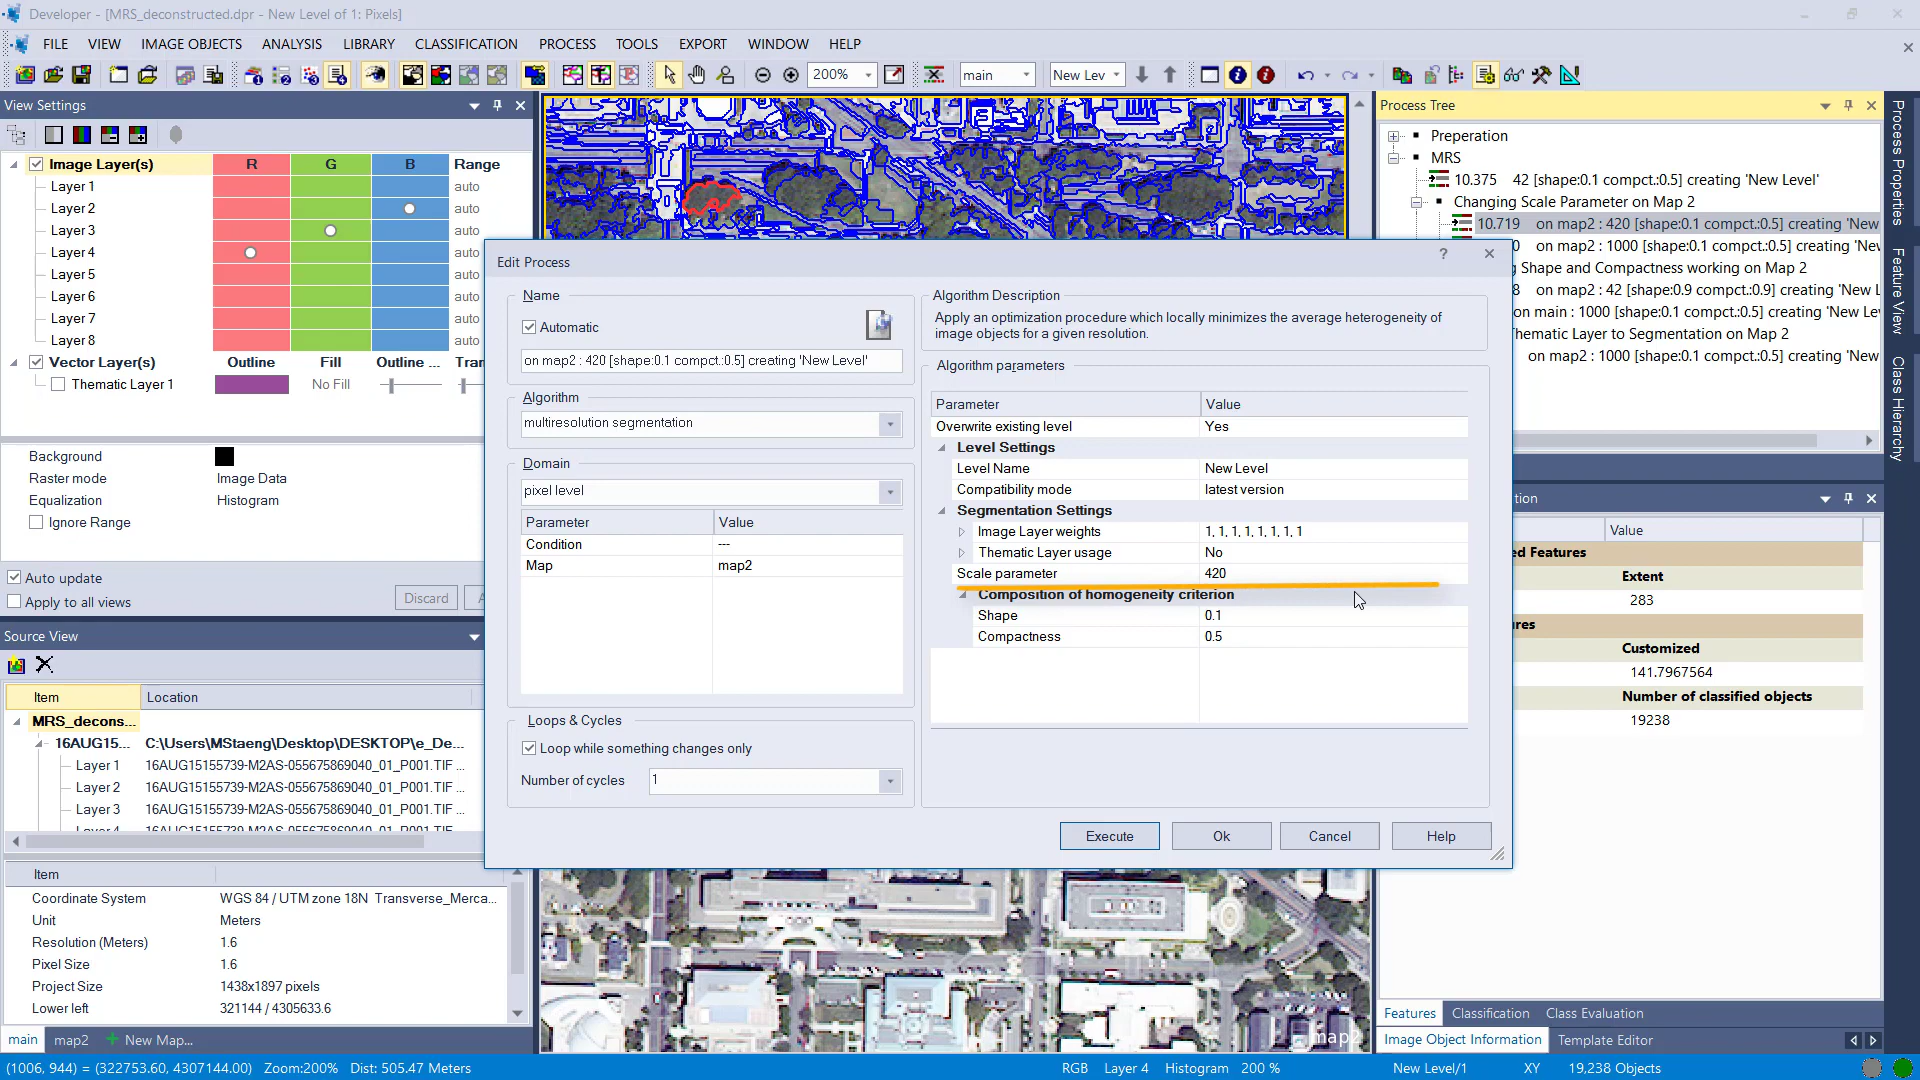 Developer - [MRS_deconstructed.dpr - New Level of 1: Pixels]
FILE VIEW IMAGE OBJECTS ANALYSIS LIBRARY CLASSIFICATION PROCESS TOOLS EXPORT WINDOW HELP
200% main New Lev
View Settings
Image Layer(s) R G B Range
Layer 1 auto
Layer 2 auto
Layer 3 auto
Layer 4 auto
Layer 5 auto
Layer 6 auto
Layer 7 auto
Layer 8 auto
Vector Layer(s) Outline Fill Outline ... Tran
Thematic Layer 1 No Fill
Background
Raster mode Image Data
Equalization Histogram
Ignore Range
Auto update
Apply to all views
Discard
Source View
Item Location
MRS_decons...
16AUG15... C:\Users\MStaeng\Desktop\DESKTOP\e_De...
Layer 1 16AUG15155739-M2AS-055675869040_01_P001.TIF ...
Layer 2 16AUG15155739-M2AS-055675869040_01_P001.TIF ...
Layer 3 16AUG15155739-M2AS-055675869040_01_P001.TIF ...
Layer 4 16AUG15155739-M2AS-055675869040_01_P001.TIF ...
Item
Coordinate System WGS 84 / UTM zone 18N Transverse_Merca...
Unit Meters
Resolution (Meters) 1.6
Pixel Size 1.6
Project Size 1438x1897 pixels
Lower left 321144 / 4305633.6
main map2 New Map...
Edit Process
Name
Automatic
on map2 : 420 [shape:0.1 compct.:0.5] creating 'New Level'
Algorithm
multiresolution segmentation
Domain
pixel level
Parameter Value
Condition ---
Map map2
Loops & Cycles
Loop while something changes only
Number of cycles 1
Algorithm Description
Apply an optimization procedure which locally minimizes the average heterogeneity of
image objects for a given resolution.
Algorithm parameters
Parameter Value
Overwrite existing level Yes
Level Settings
Level Name New Level
Compatibility mode latest version
Segmentation Settings
Image Layer weights 1, 1, 1, 1, 1, 1, 1, 1
Thematic Layer usage No
Scale parameter 420
Composition of homogeneity criterion
Shape 0.1
Compactness 0.5
Execute Ok Cancel Help
map2
Process Tree
Preperation
MRS
10.375 42 [shape:0.1 compct.:0.5] creating 'New Level'
Changing Scale Parameter on Map 2
10.719 on map2 : 420 [shape:0.1 compct.:0.5] creating 'New L
0 on map2 : 1000 [shape:0.1 compct.:0.5] creating 'Nev
g Shape and Compactness working on Map 2
8 on map2 : 42 [shape:0.9 compct.:0.9] creating 'New L
on main : 1000 [shape:0.1 compct.:0.5] creating 'New
Thematic Layer to Segmentation on Map 2
on map2 : 1000 [shape:0.1 compct.:0.5] creating 'New
tion
Value
ed Features
Extent
283
res
Customized
141.7967564
Number of classified objects
19238
Features Classification Class Evaluation
Image Object Information Template Editor
Process Properties
Feature View
Class Hierarchy
(1006, 944) = (322753.60, 4307144.00) Zoom:200% Dist: 505.47 Meters RGB Layer 4 Histogram 200 % New Level/1 XY 19,238 Objects